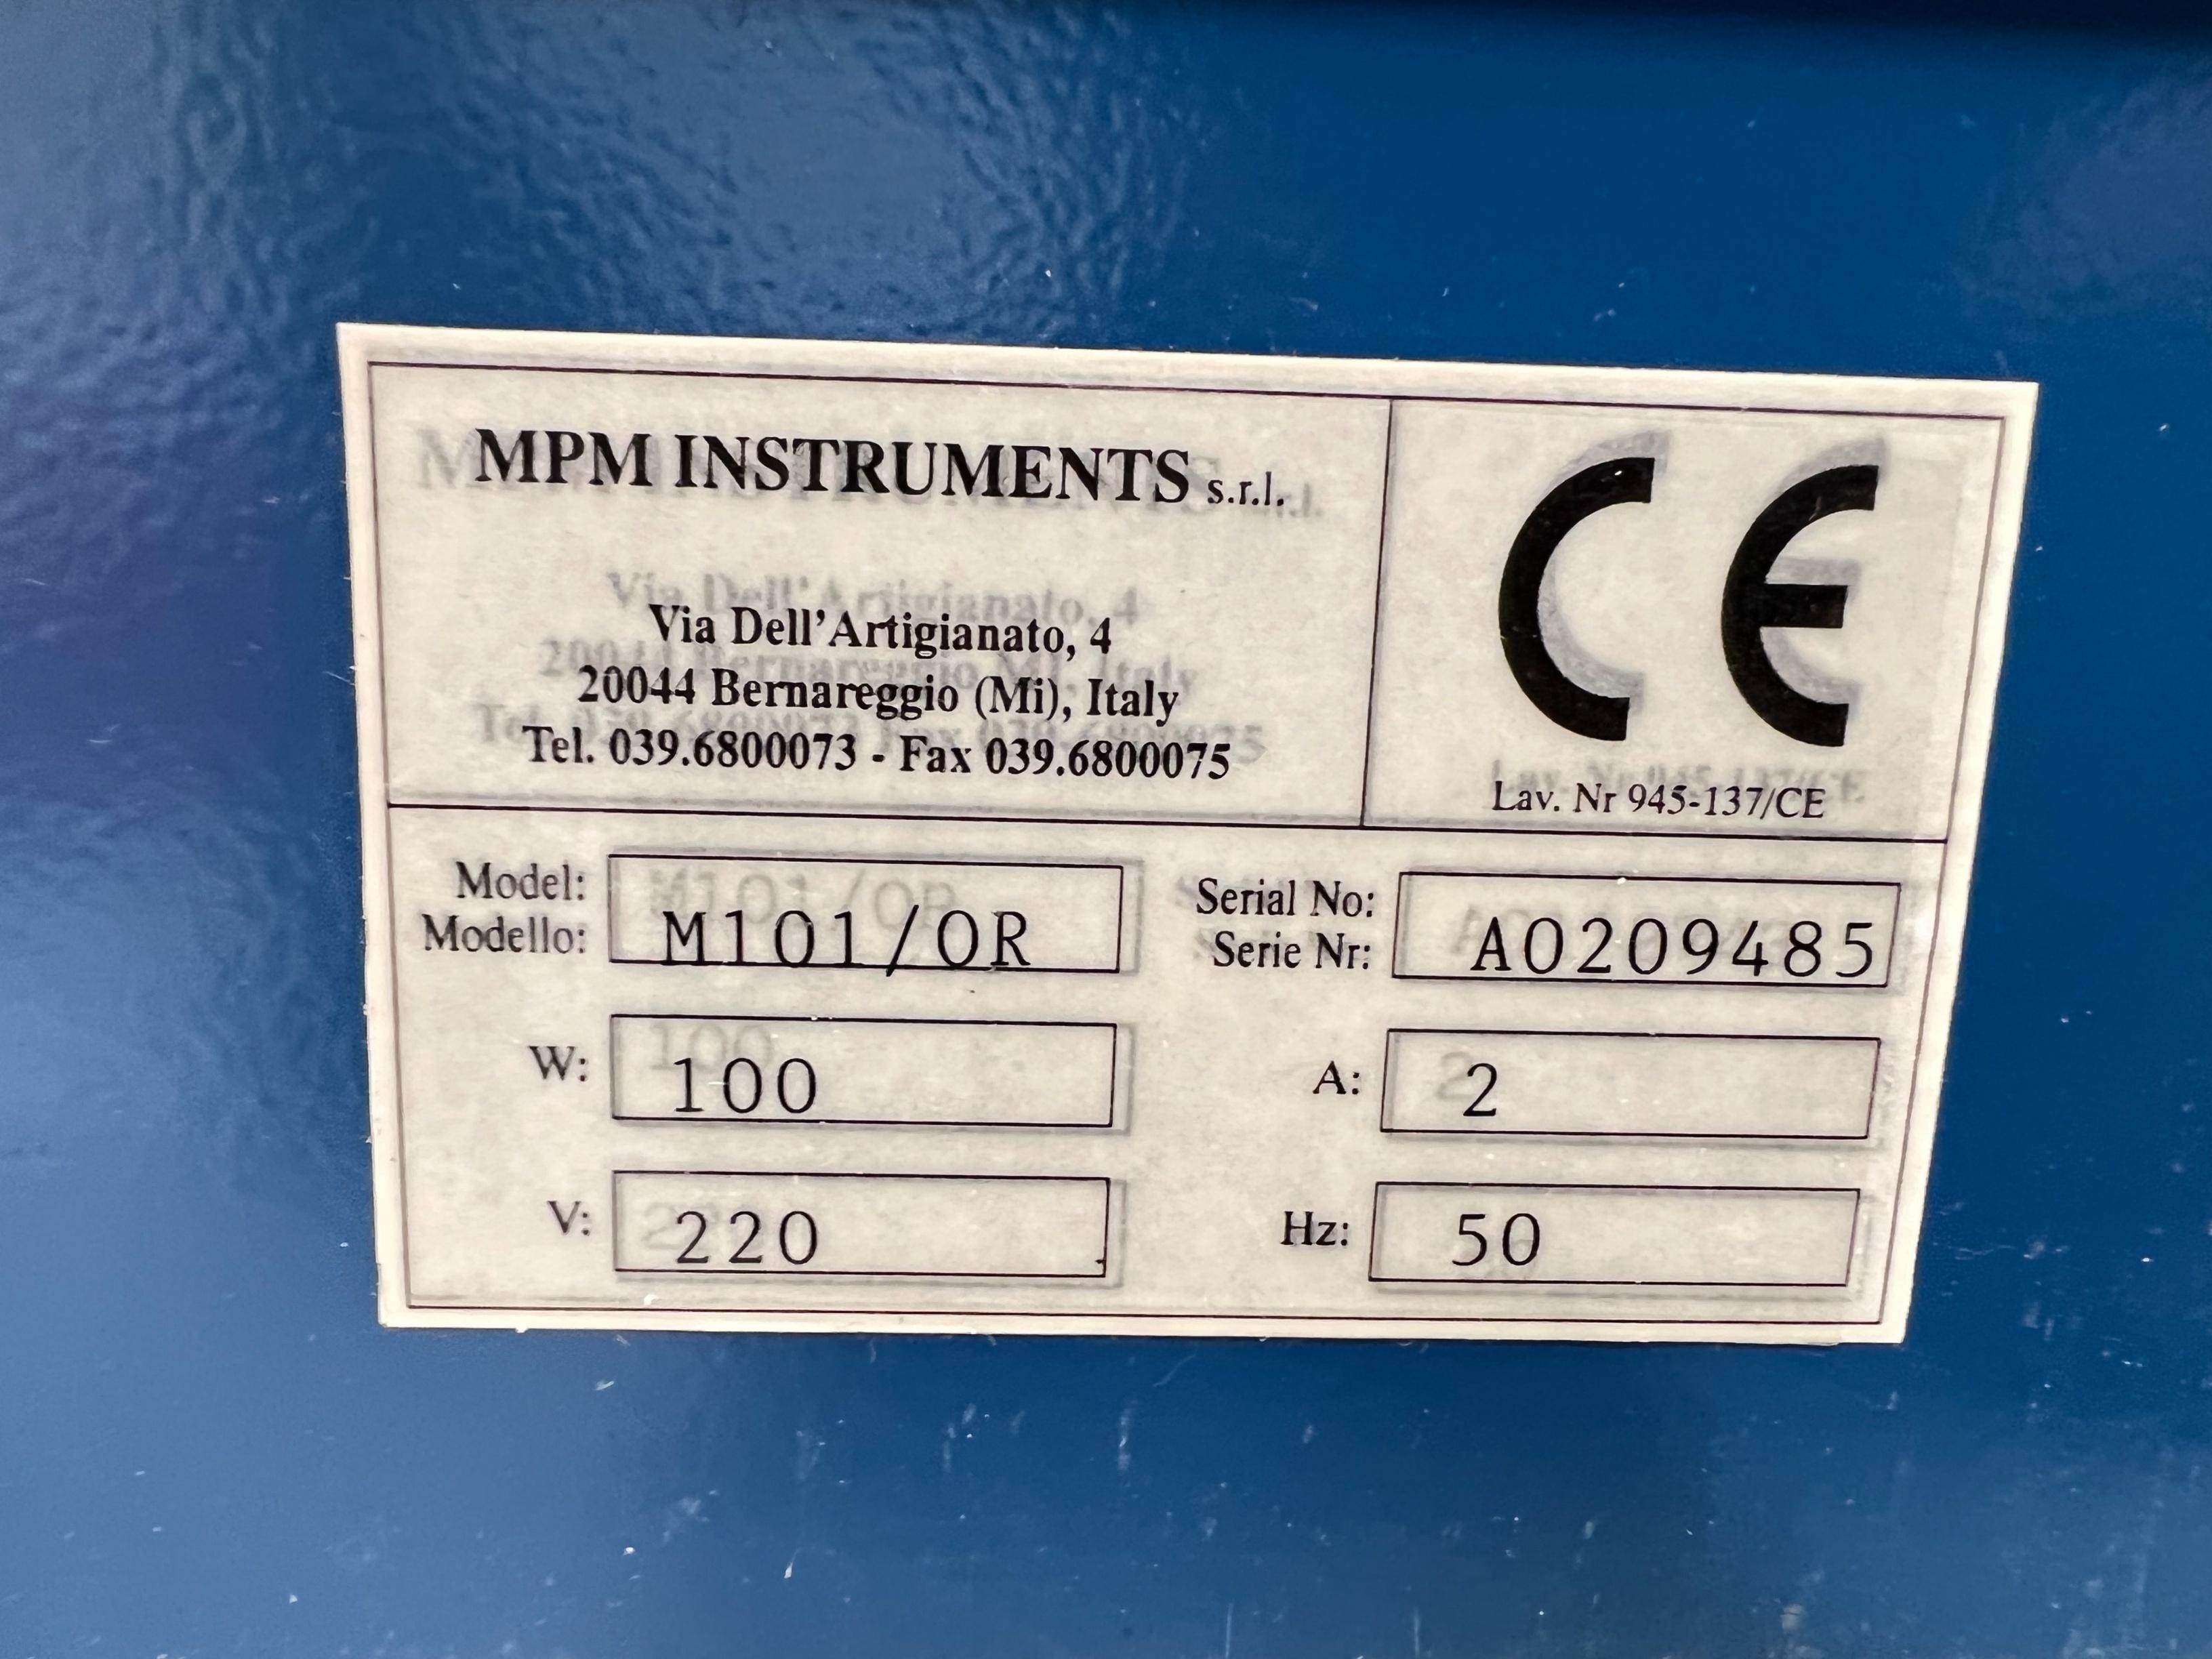 MPM INSTRUMENTS s.r.l.
Via Dell'Artigianato, 4
20044 Bernareggio (Mi), Italy
Tel. 039.6800073 - Fax 039.6800075
CE
Lav. Nr 945-137/CE
Model:
Modello:
M101/OR
Serial No:
Serie Nr:
A0209485
W: 100
A: 2
V: 220
Hz: 50